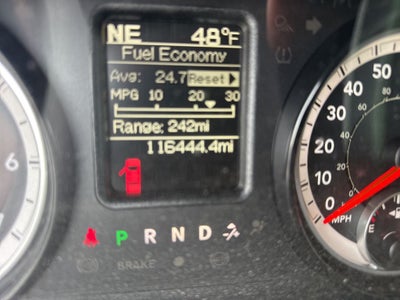 NE 48°F
Fuel Economy
Avg: 24.7 Reset
MPG 10 20 30
Range: 242mi
116444.4mi
P R N D
BRAKE
6
50
40
30
20
10
0
MPH
E